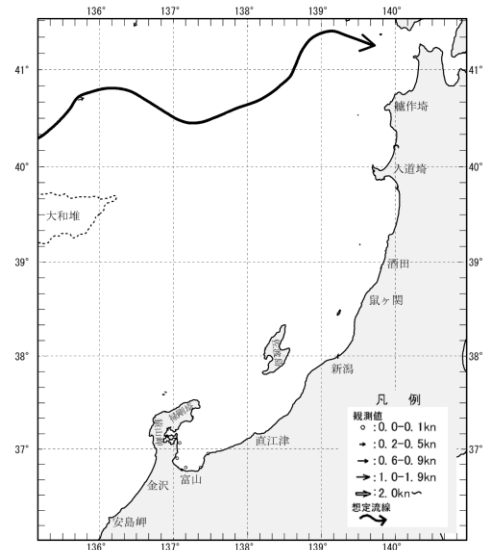 136° 137° 138° 139° 140°
41° 41°
艫作埼
40° 入道埼 40°
大和堆
39° 酒田 39°
鼠ヶ関
38° 新潟 38°
凡 例
観測値
:0.0-0.1kn
:0.2-0.5kn
37° 直江津 :0.6-0.9kn 37°
富山 :1.0-1.9kn
金沢 :2.0kn〜
想定流線
安島岬
136° 137° 138° 139° 140°